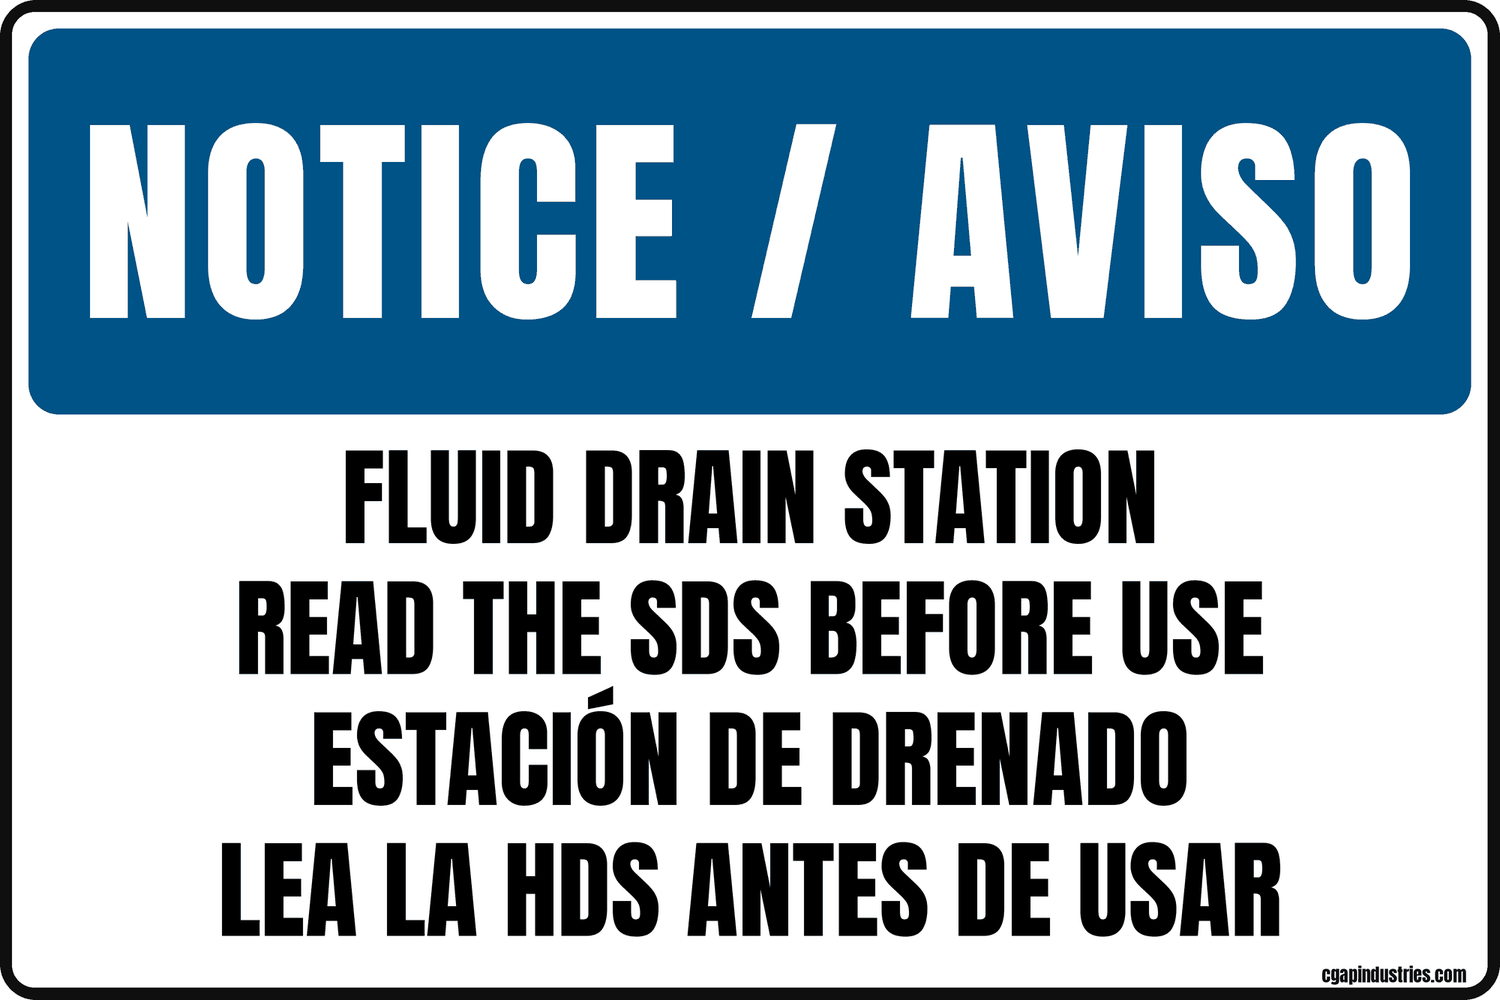 NOTICE / AVISO
FLUID DRAIN STATION
READ THE SDS BEFORE USE
ESTACIÓN DE DRENADO
LEA LA HDS ANTES DE USAR
cgapindustries.com